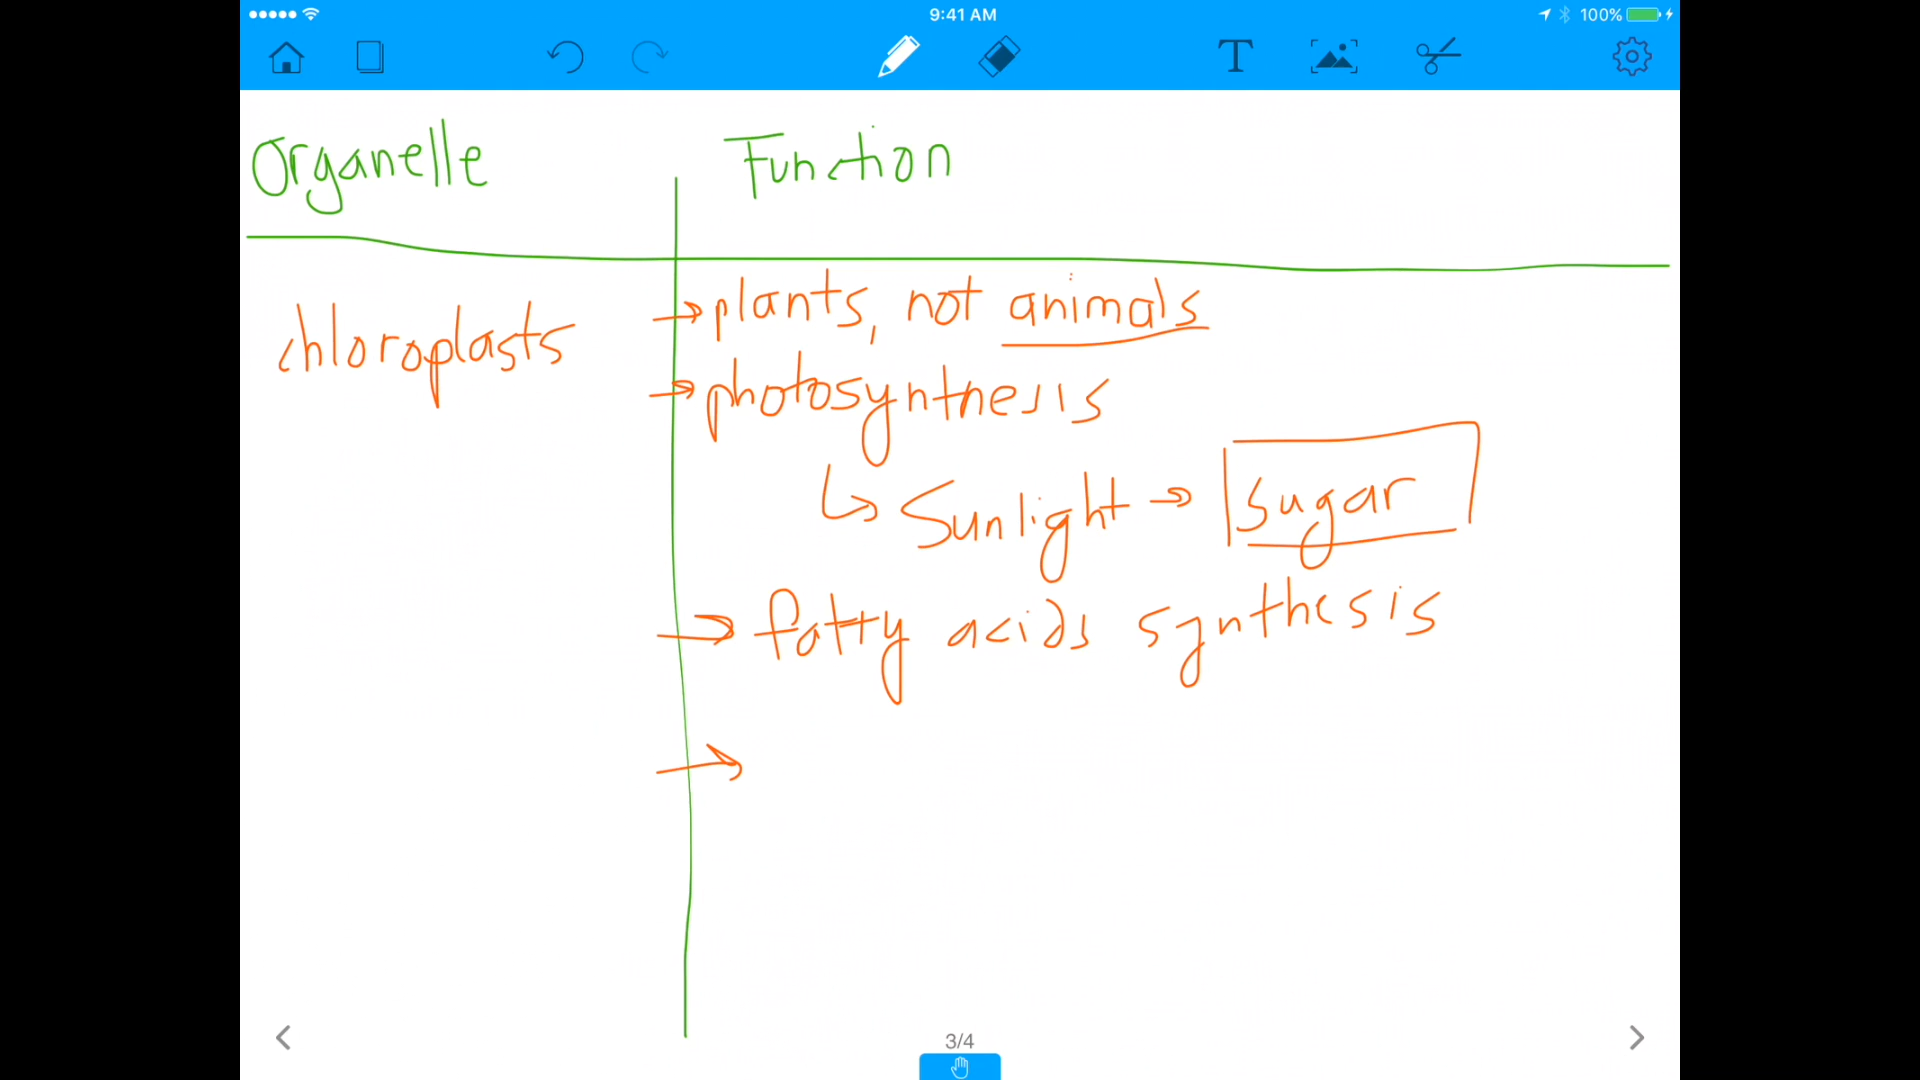 9:41 AM
100%
T
Organelle Function
chloroplasts → plants, not animals
→ photosynthesis
↳ Sunlight → sugar
→ fatty acids synthesis
→
3/4